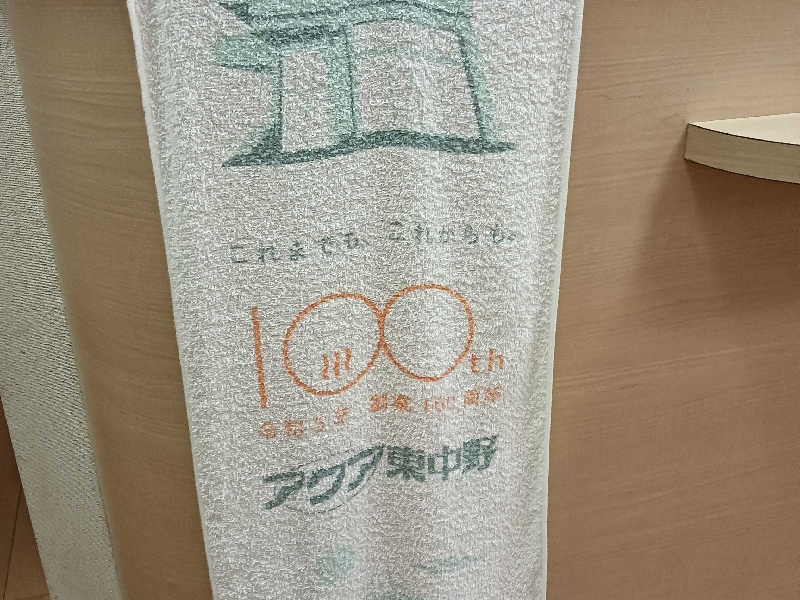 これまでも、これからも。
100th
令和5年 創業100周年
アクア東中野